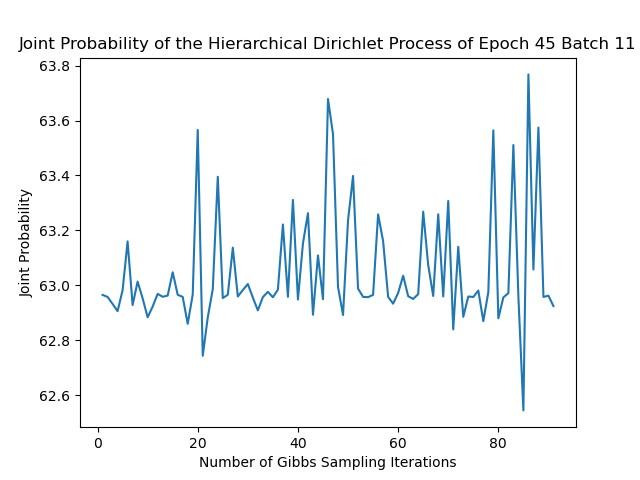 Joint Probability of the Hierarchical Dirichlet Process of Epoch 45 Batch 11
63.8
63.6
63.4
63.2
63.0
62.8
62.6
Joint Probability
0 20 40 60 80
Number of Gibbs Sampling Iterations